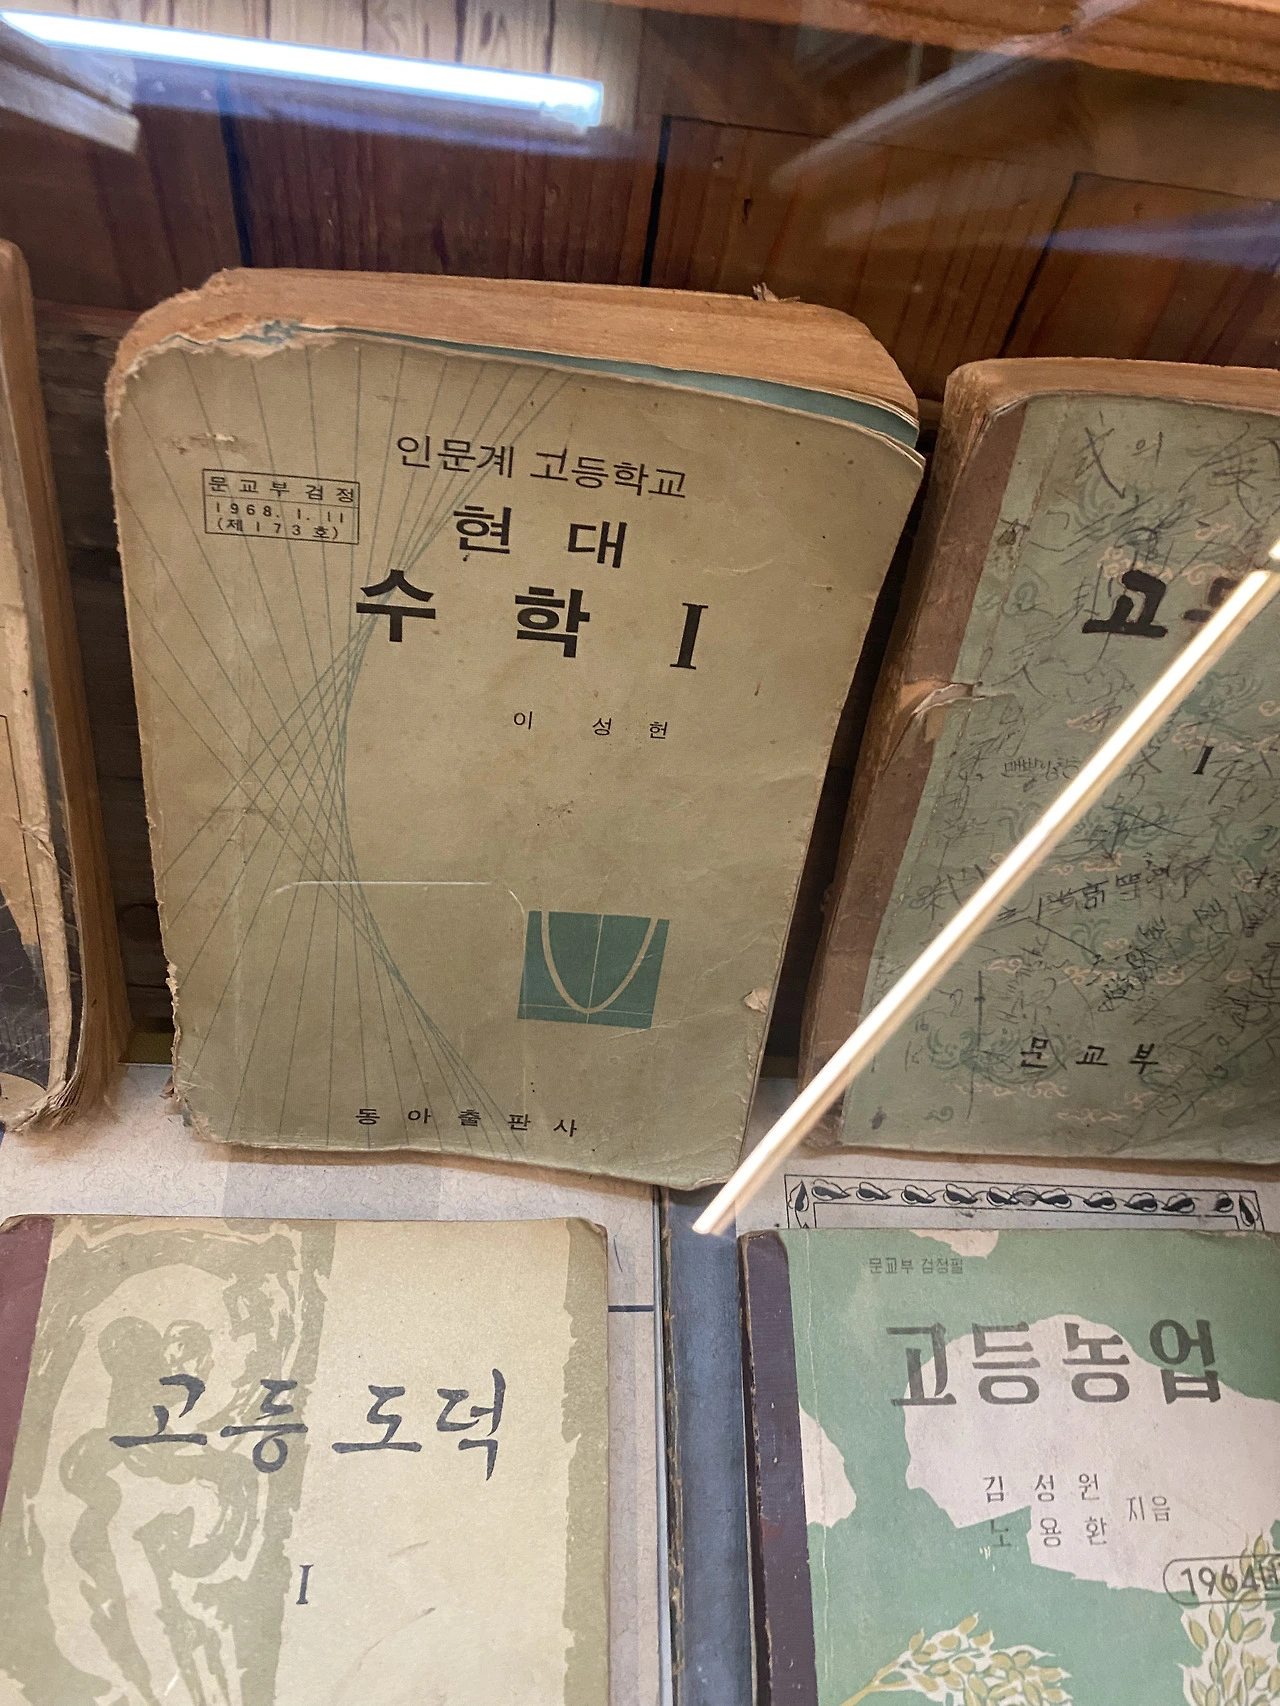 인문계 고등학교
문교부검정
1968. 1. 11
(제173호)
현대
수학 I
이 성 헌
동아출판사
의
고
I
문교부
고등 도덕
I
문교부 검정필
고등농업
김성원
노용환
지음
1964